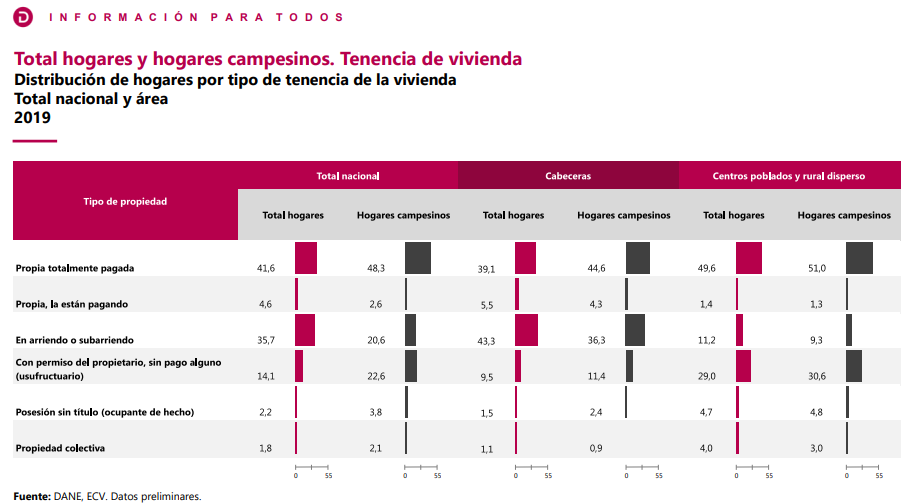 INFORMACIÓN PARA TODOS
Total hogares y hogares campesinos. Tenencia de vivienda
Distribución de hogares por tipo de tenencia de la vivienda
Total nacional y área
2019
Tipo de propiedad
Total nacional Cabeceras Centros poblados y rural disperso
Total hogares Hogares campesinos Total hogares Hogares campesinos Total hogares Hogares campesinos
Propia totalmente pagada 41,6 48,3 39,1 44,6 49,6 51,0
Propia, la están pagando 4,6 2,6 5,5 4,3 1,4 1,3
En arriendo o subarriendo 35,7 20,6 43,3 36,3 11,2 9,3
Con permiso del propietario, sin pago alguno
(usufructuario) 14,1 22,6 9,5 11,4 29,0 30,6
Posesión sin título (ocupante de hecho) 2,2 3,8 1,5 2,4 4,7 4,8
Propiedad colectiva 1,8 2,1 1,1 0,9 4,0 3,0
0 55 0 55 0 55 0 55 0 55 0 55
Fuente: DANE, ECV. Datos preliminares.